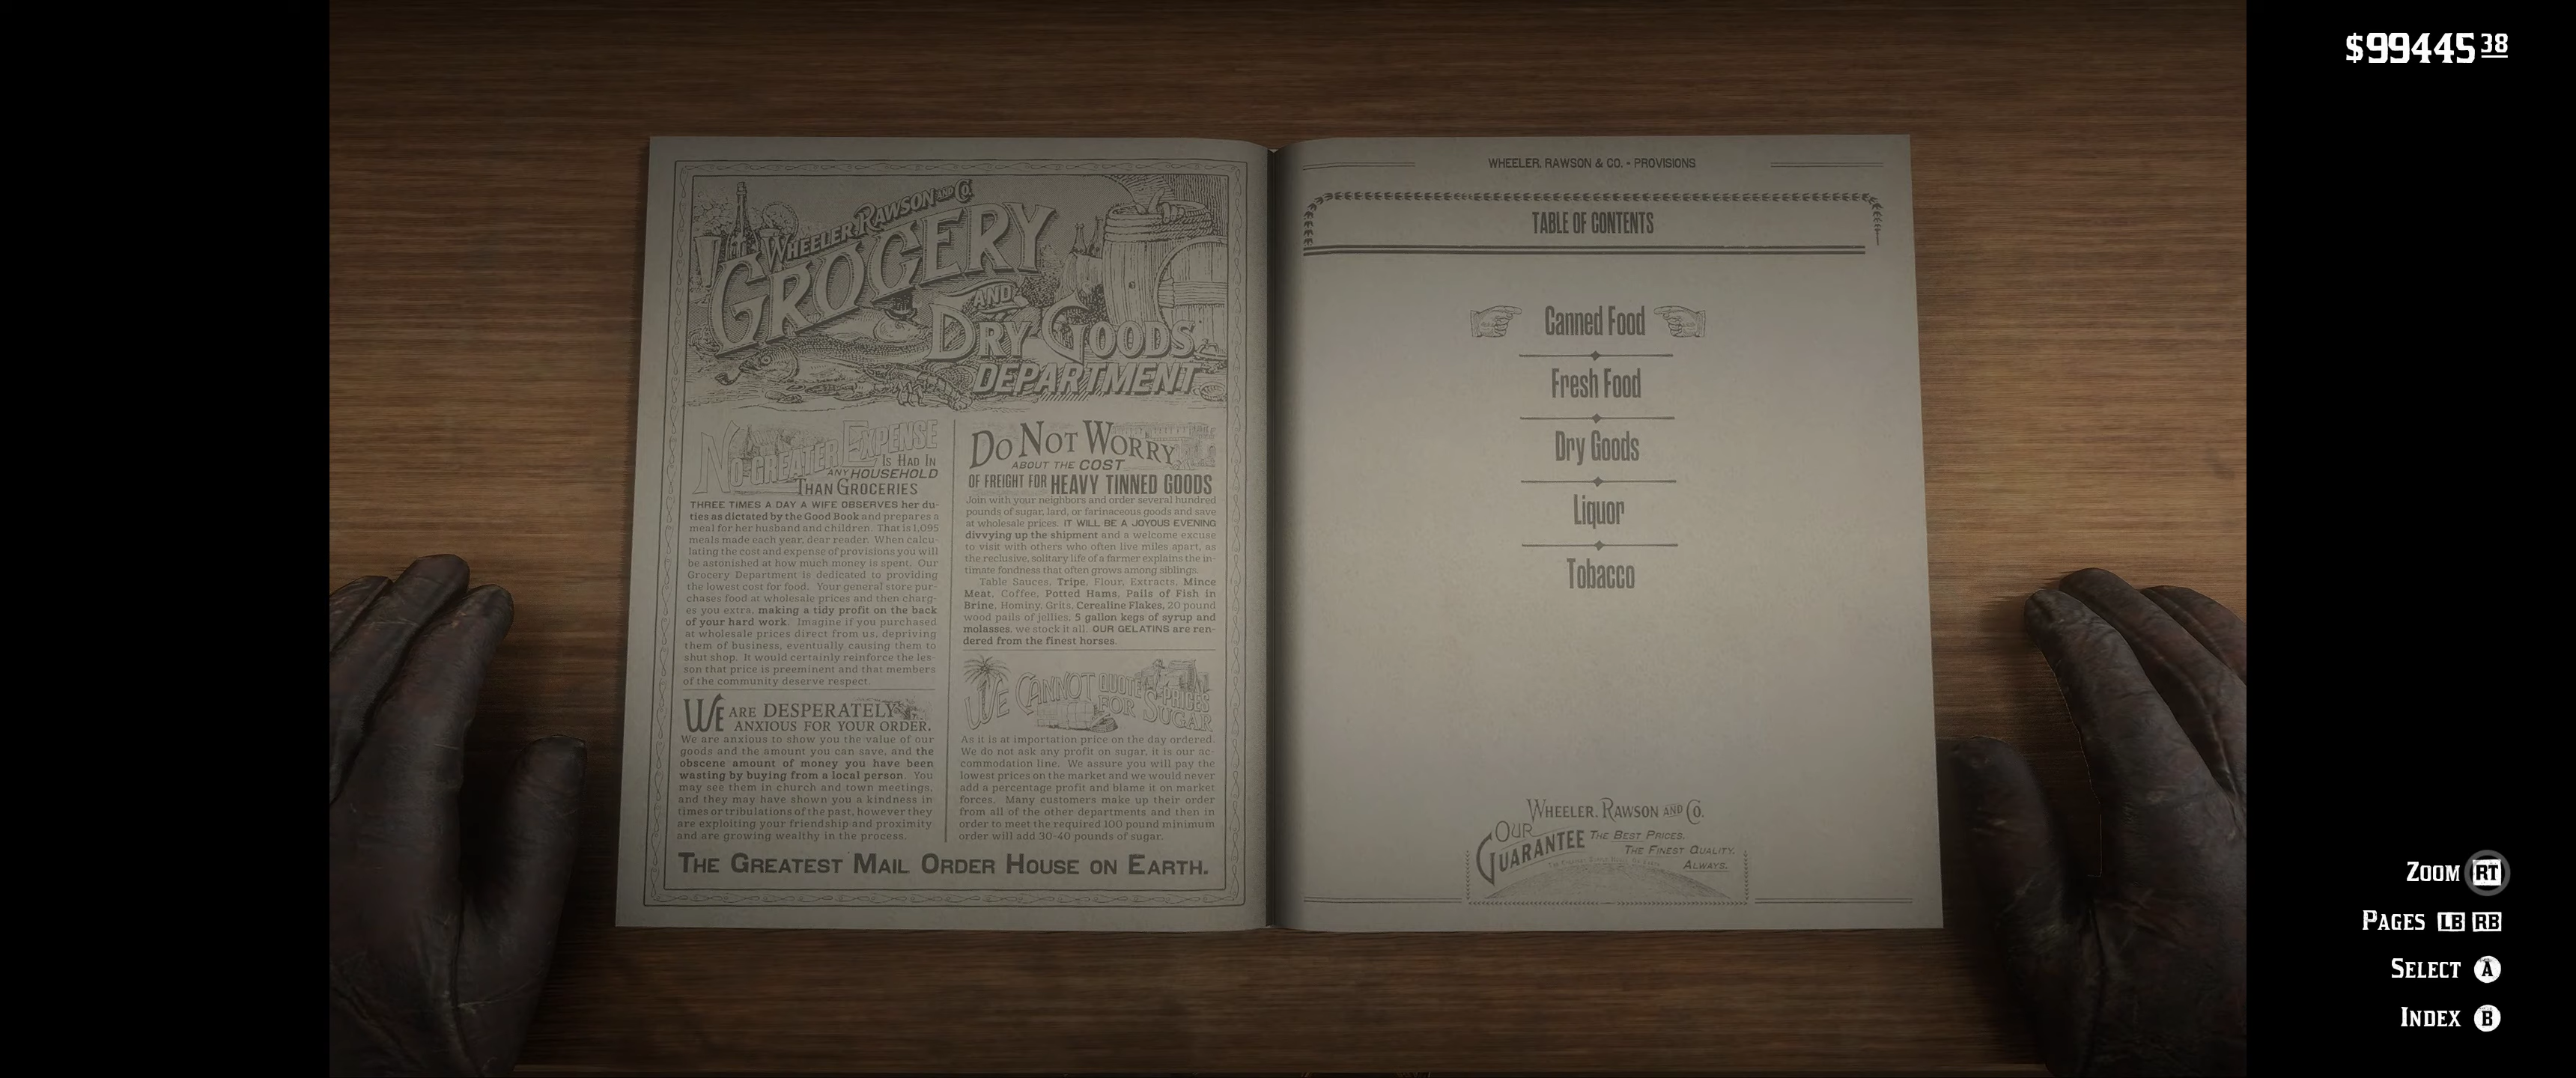 $99445 38
WHEELER, RAWSON AND CO.
GROCERY
AND
DRY GOODS
DEPARTMENT
NO GREATER EXPENSE
IS HAD IN
ANY HOUSEHOLD
THAN GROCERIES
THREE TIMES A DAY A WIFE OBSERVES her du-
ties as dictated by the Good Book and prepares a
meal for her husband and children. That is 1,095
meals made each year, dear reader. When calcu-
lating the cost and expense of provisions you will
be astonished at how much money is spent. Our
Grocery Department is dedicated to providing
the lowest cost for food. Your general store pur-
chases food at wholesale prices and then charg-
es you extra, making a tidy profit on the back
of your hard work. Imagine if you purchased
at wholesale prices direct from us, depriving
them of business, eventually causing them to
shut shop. It would certainly reinforce the les-
son that price is preeminent and that members
of the community deserve respect.
WE ARE DESPERATELY
ANXIOUS FOR YOUR ORDER.
We are anxious to show you the value of our
goods and the amount you can save, and the
obscene amount of money you have been
wasting by buying from a local person. You
may see them in church and town meetings,
and they may have shown you a kindness in
times or tribulations of the past, however they
are exploiting your friendship and proximity
and are growing wealthy in the process.
DO NOT WORRY
ABOUT THE COST
OF FREIGHT FOR HEAVY TINNED GOODS
Join with your neighbors and order several hundred
pounds of sugar, lard, or farinaceous goods and save
at wholesale prices. IT WILL BE A JOYOUS EVENING
divvying up the shipment and a welcome excuse
to visit with others who often live miles apart, as
the reclusive, solitary life of a farmer explains the in-
timate fondness that often grows among siblings.
Table Sauces, Tripe, Flour, Extracts, Mince
Meat, Coffee, Potted Hams, Pails of Fish in
Brine, Hominy, Grits, Cerealine Flakes, 20 pound
wood pails of jellies, 5 gallon kegs of syrup and
molasses, we stock it all. OUR GELATINS are ren-
dered from the finest horses.
WE CANNOT QUOTE PRICES
FOR SUGAR
As it is at importation price on the day ordered.
We do not ask any profit on sugar, it is our ac-
commodation line. We assure you will pay the
lowest prices on the market and we would never
add a percentage profit and blame it on market
forces. Many customers make up their order
from all of the other departments and then in
order to meet the required 100 pound minimum
order will add 30-40 pounds of sugar.
THE GREATEST MAIL ORDER HOUSE ON EARTH.
WHEELER, RAWSON & CO. - PROVISIONS
TABLE OF CONTENTS
Canned Food
Fresh Food
Dry Goods
Liquor
Tobacco
WHEELER, RAWSON AND CO.
OUR
GUARANTEE
THE BEST PRICES.
THE FINEST QUALITY.
ALWAYS.
ZOOM RT
PAGES LB RB
SELECT A
INDEX B